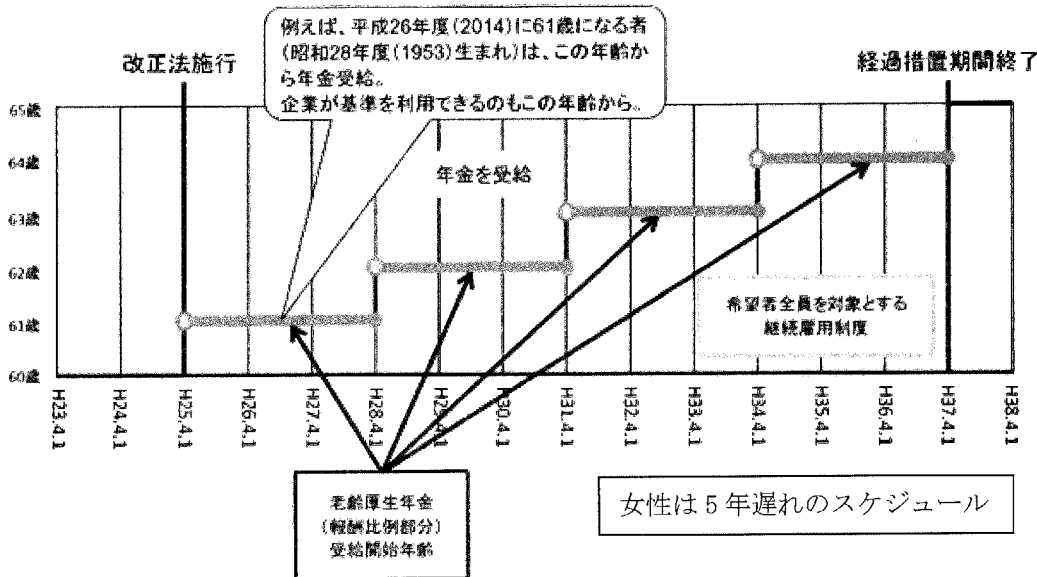 例えば、平成26年度(2014)に61歳になる者
(昭和28年度(1953)生まれ)は、この年齢か
ら年金受給。
企業が基準を利用できるのもこの年齢から。
改正法施行
経過措置期間終了
65歳
64歳
63歳
62歳
61歳
60歳
年金を受給
希望者全員を対象とする
継続雇用制度
H23.4.1
H24.4.1
H25.4.1
H26.4.1
H27.4.1
H28.4.1
H29.4.1
H30.4.1
H31.4.1
H32.4.1
H33.4.1
H34.4.1
H35.4.1
H36.4.1
H37.4.1
H38.4.1
老齢厚生年金
(報酬比例部分)
受給開始年齢
女性は5年遅れのスケジュール